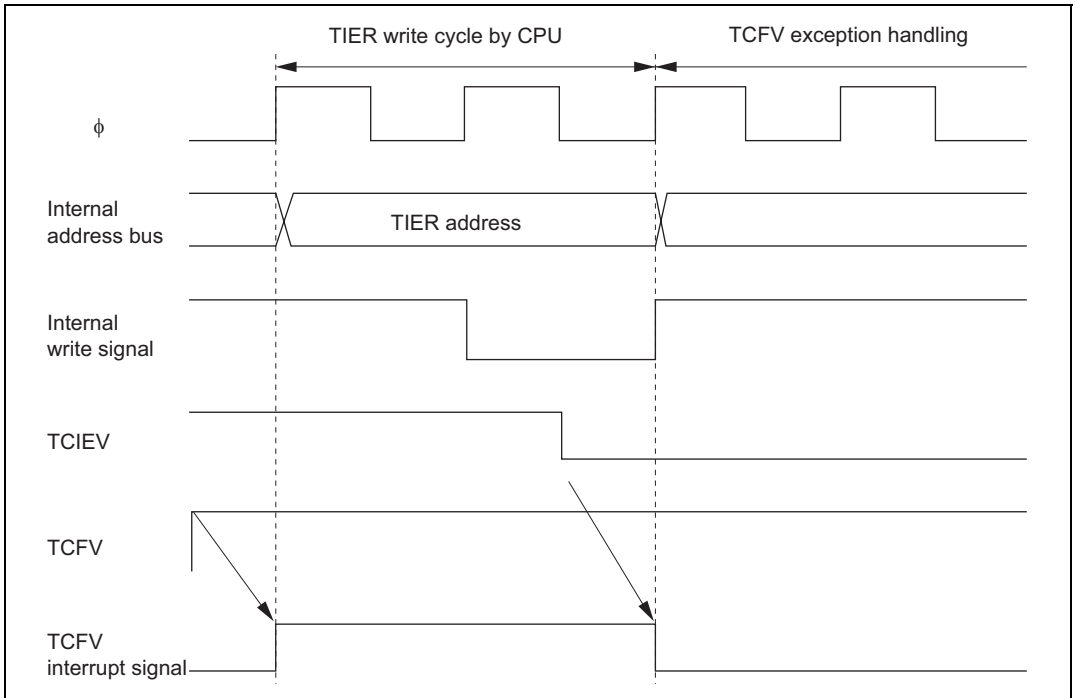 TIER write cycle by CPU
TCFV exception handling
ϕ
Internal
address bus
TIER address
Internal
write signal
TCIEV
TCFV
TCFV
interrupt signal